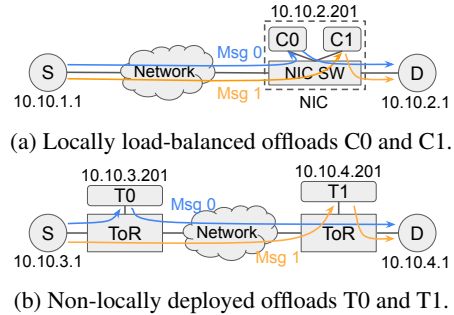 10.10.2.201
C0 C1
Msg 0
S Network NIC SW D
Msg 1
10.10.1.1 NIC 10.10.2.1
(a) Locally load-balanced offloads C0 and C1.
10.10.3.201 10.10.4.201
T0 Msg 0 T1
S ToR Network ToR D
Msg 1
10.10.3.1 10.10.4.1
(b) Non-locally deployed offloads T0 and T1.